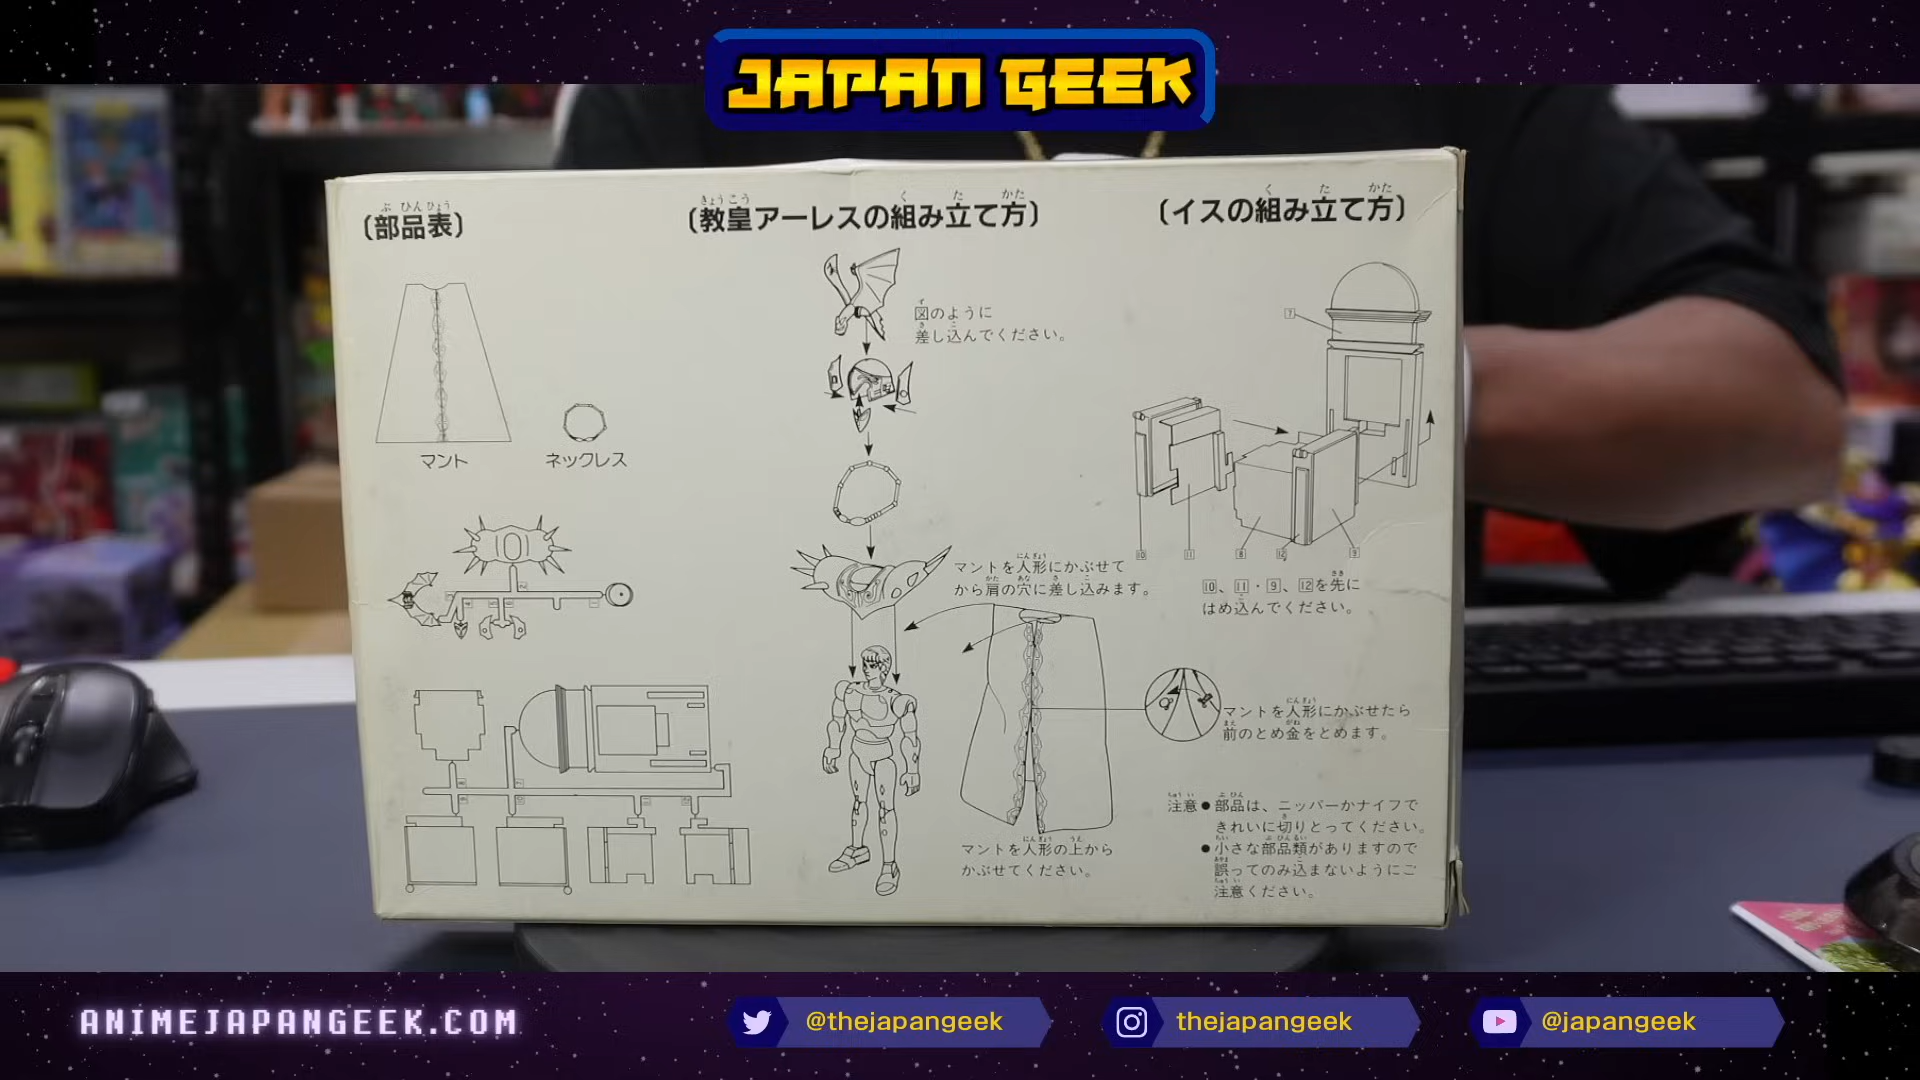 JAPAN GEEK
〔部品表〕
マント
ネックレス
〔教皇アーレスの組み立て方〕
図のように
差し込んでください。
マントを人形にかぶせて
から肩の穴に差し込みます。
マントを人形の上から
かぶせてください。
〔イスの組み立て方〕
7
10 11 8 12 9
10、11・9、12を先に
はめ込んでください。
マントを人形にかぶせたら
前のとめ金をとめます。
注意●部品は、ニッパーかナイフで
きれいに切りとってください。
●小さな部品類がありますので
誤ってのみ込まないようにご
注意ください。
ANIMEJAPANGEEK.COM
@thejapangeek
thejapangeek
@japangeek